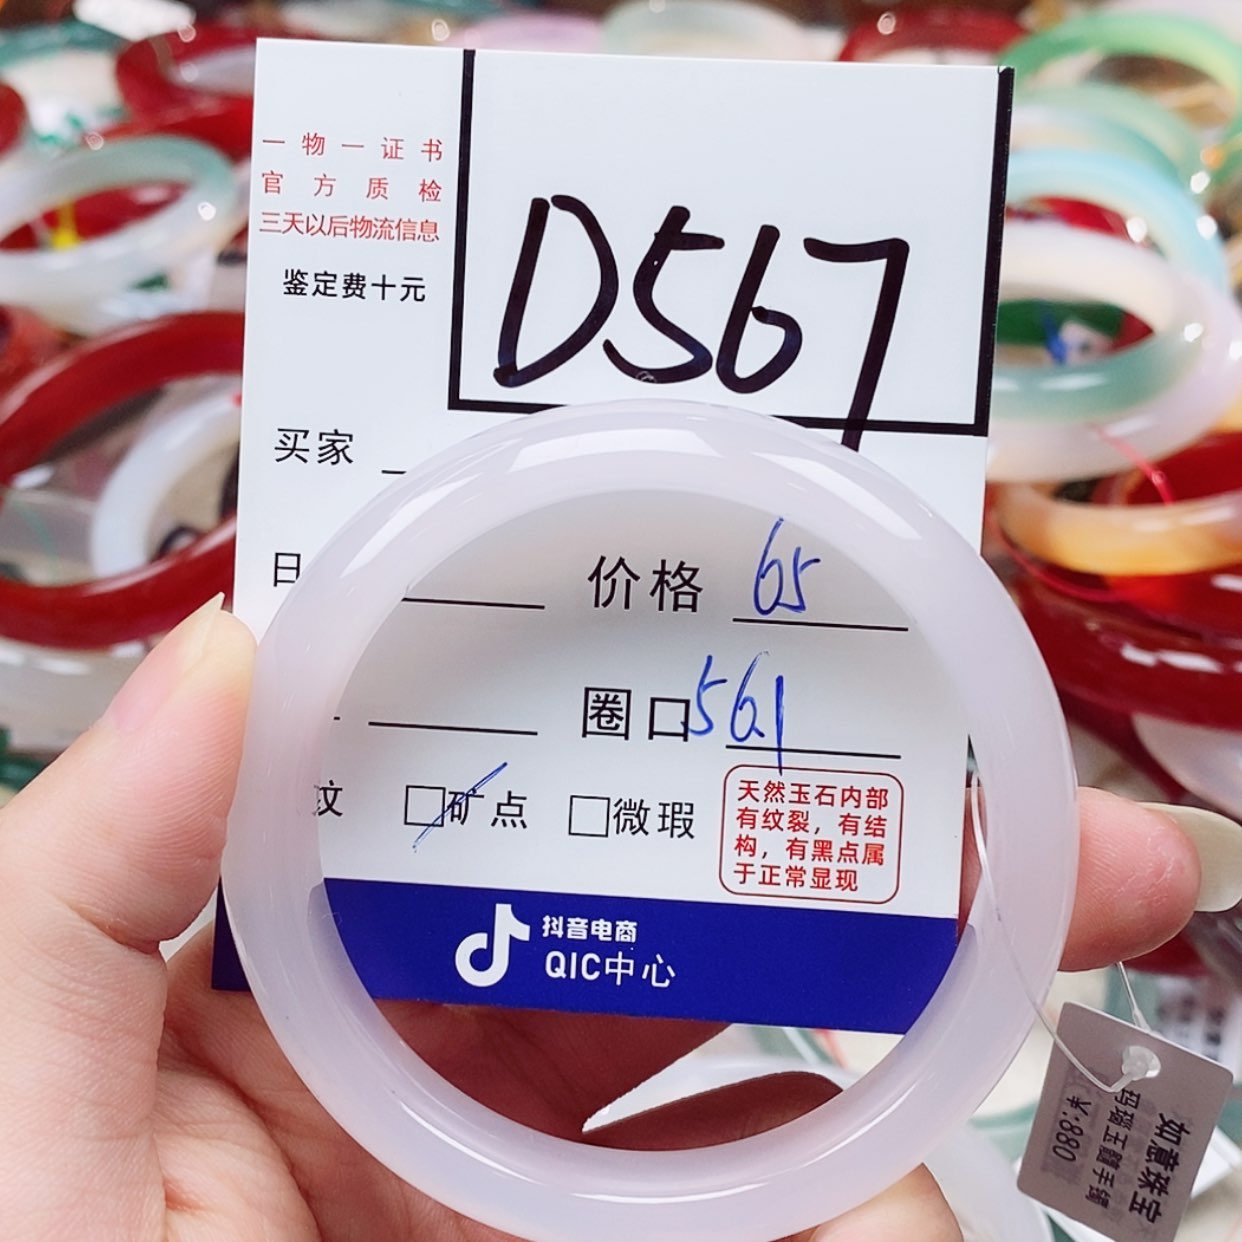 一物一证书
官方质检
三天以后物流信息
鉴定费十元
D567
买家
日
价格 65
圈口 56.1
纹 □矿点 □微瑕
天然玉石内部
有纹裂，有结
构，有黑点属
于正常显现
抖音电商
QIC中心
如意珠宝
玛瑙玉髓手镯
大:880